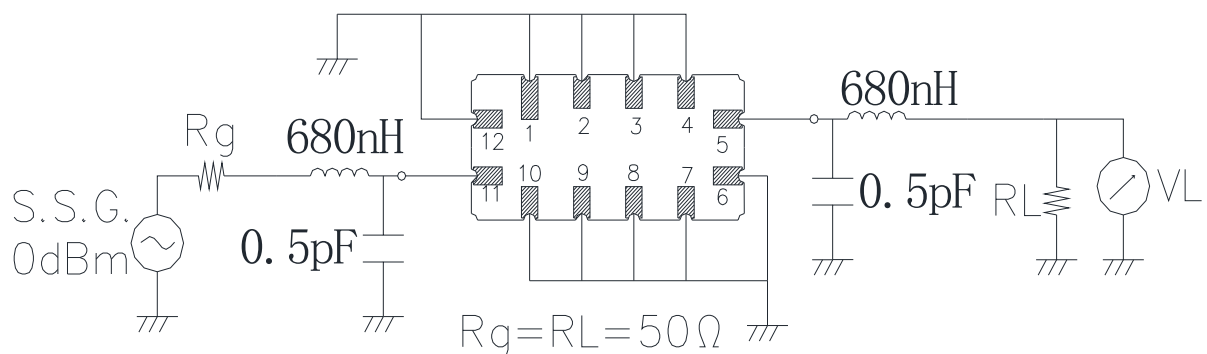 680nH
Rg
680nH
12
1
2
3
4
5
11
10
9
8
7
6
S.S.G.
0dBm
0.5pF
0.5pF
RL
VL
Rg=RL=50Ω